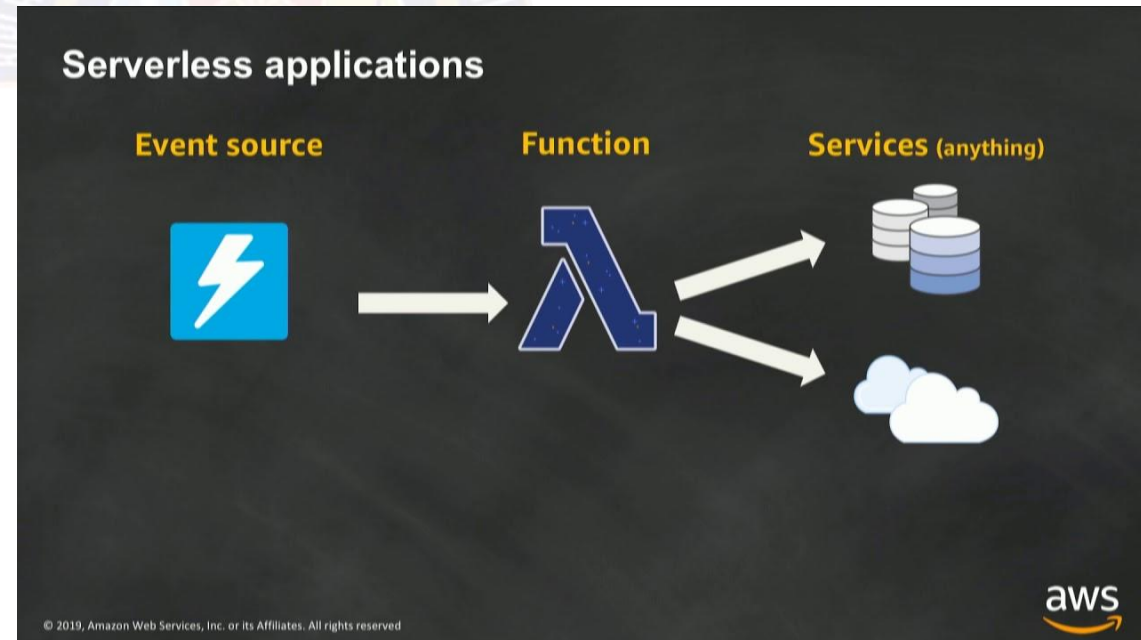 Serverless applications
Event source
Function
Services (anything)
© 2019, Amazon Web Services, Inc. or its Affiliates. All rights reserved
aws